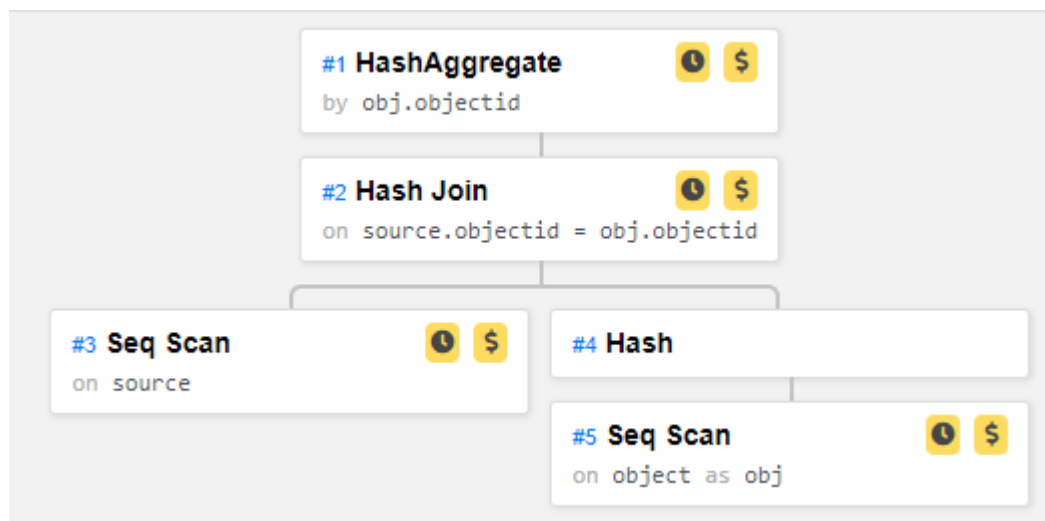 #1 HashAggregate $
by obj.objectid
#2 Hash Join $
on source.objectid = obj.objectid
#3 Seq Scan $
on source
#4 Hash
#5 Seq Scan $
on object as obj